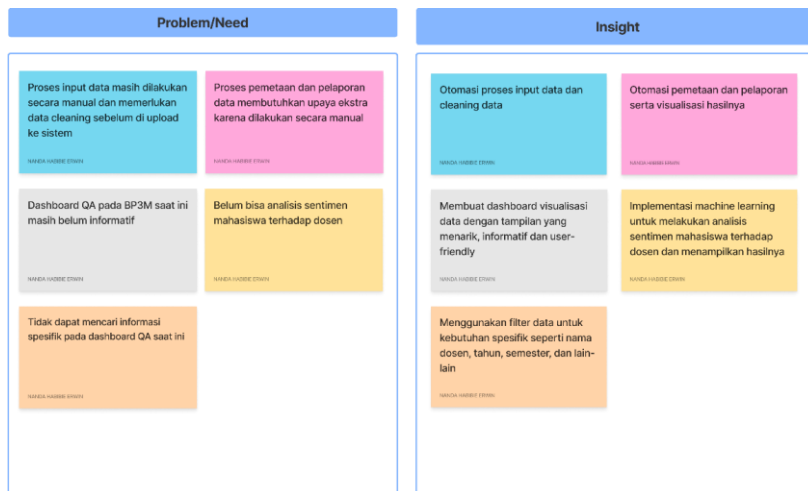 Problem/Need
Proses input data masih dilakukan
secara manual dan memerlukan
data cleaning sebelum di upload
ke sistem
NANDA HABIBIE ERWIN
Proses pemetaan dan pelaporan
data membutuhkan upaya ekstra
karena dilakukan secara manual
NANDA HABIBIE ERWIN
Dashboard QA pada BP3M saat ini
masih belum informatif
NANDA HABIBIE ERWIN
Belum bisa analisis sentimen
mahasiswa terhadap dosen
NANDA HABIBIE ERWIN
Tidak dapat mencari informasi
spesifik pada dashboard QA saat ini
NANDA HABIBIE ERWIN
Insight
Otomasi proses input data dan
cleaning data
NANDA HABIBIE ERWIN
Otomasi pemetaan dan pelaporan
serta visualisasi hasilnya
NANDA HABIBIE ERWIN
Membuat dashboard visualisasi
data dengan tampilan yang
menarik, informatif dan user-
friendly
NANDA HABIBIE ERWIN
Implementasi machine learning
untuk melakukan analisis
sentimen mahasiswa terhadap
dosen dan menampilkan hasilnya
NANDA HABIBIE ERWIN
Menggunakan filter data untuk
kebutuhan spesifik seperti nama
dosen, tahun, semester, dan lain-
lain
NANDA HABIBIE ERWIN